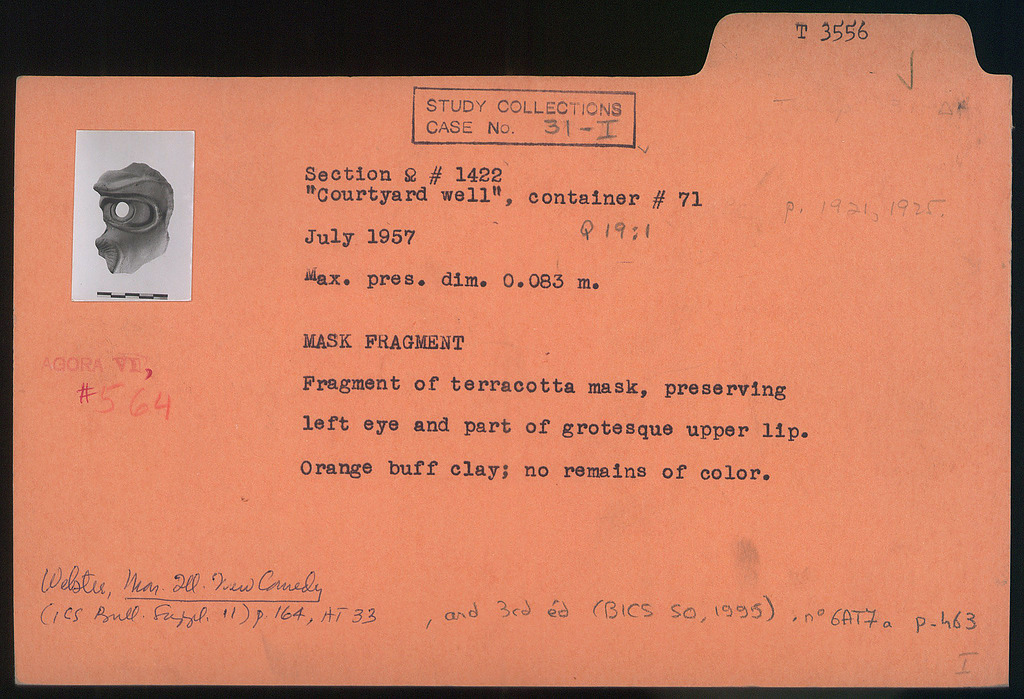 T 3556
STUDY COLLECTIONS
CASE No. 31-I
Section Ω # 1422
"Courtyard well", container # 71
p. 1921, 1925.
July 1957
Q 19:1
Max. pres. dim. 0.083 m.
MASK FRAGMENT
AGORA VI,
#564
Fragment of terracotta mask, preserving
left eye and part of grotesque upper lip.
Orange buff clay; no remains of color.
Webster, Mon. Ill. New Comedy
(ICS Bull. Suppl. 11) p. 164, AT 33 , and 3rd éd (BICS 50, 1995) , n° 6AT7a p. 463
I